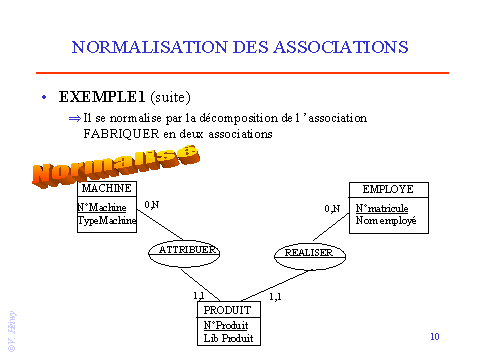 NORMALISATION DES ASSOCIATIONS
• EXEMPLE1 (suite)
⇒ Il se normalise par la décomposition de l ’association
FABRIQUER en deux associations
Normalisé
MACHINE
N°Machine
TypeMachine
0,N
EMPLOYE
N°matricule
Nom employé
0,N
ATTRIBUER
REALISER
1,1
1,1
PRODUIT
N°Produit
Lib Produit
10